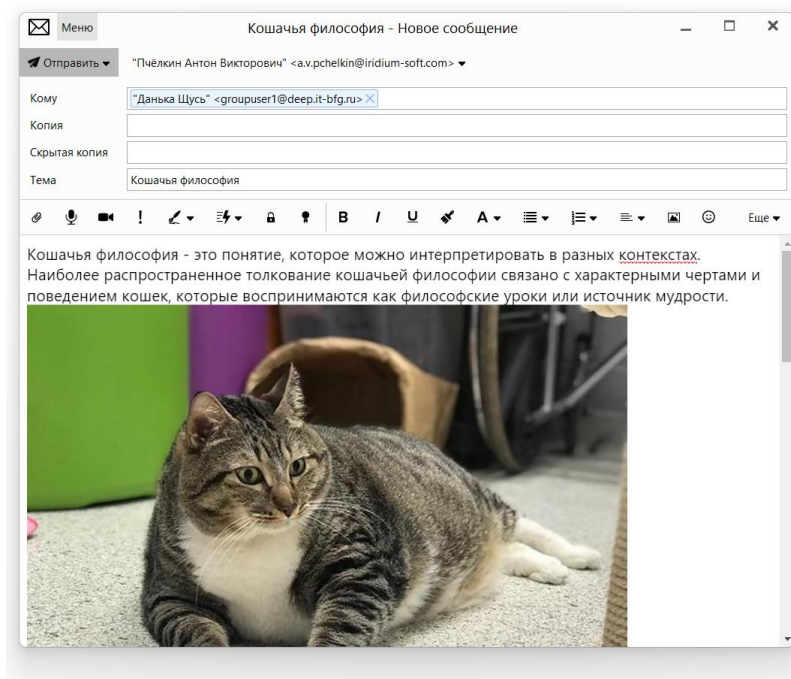 Меню
Кошачья философия - Новое сообщение
Отправить
"Пчёлкин Антон Викторович" <a.v.pchelkin@iridium-soft.com>
Кому
"Данька Щусь" <groupuser1@deep.it-bfg.ru>
Копия
Скрытая копия
Тема
Кошачья философия
B I U A Еще
Кошачья философия - это понятие, которое можно интерпретировать в разных контекстах.
Наиболее распространенное толкование кошачьей философии связано с характерными чертами и
поведением кошек, которые воспринимаются как философские уроки или источник мудрости.